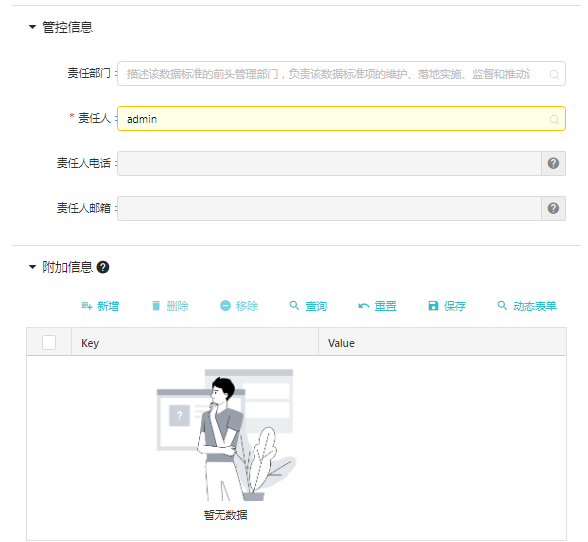 管控信息
责任部门： 描述该数据标准的前头管理部门，负责该数据标准项的维护、落地实施、监督和推动
* 责任人： admin
责任人电话： ?
责任人邮箱： ?
附加信息 ?
新增 删除 移除 查询 重置 保存 动态表单
Key Value
?
暂无数据